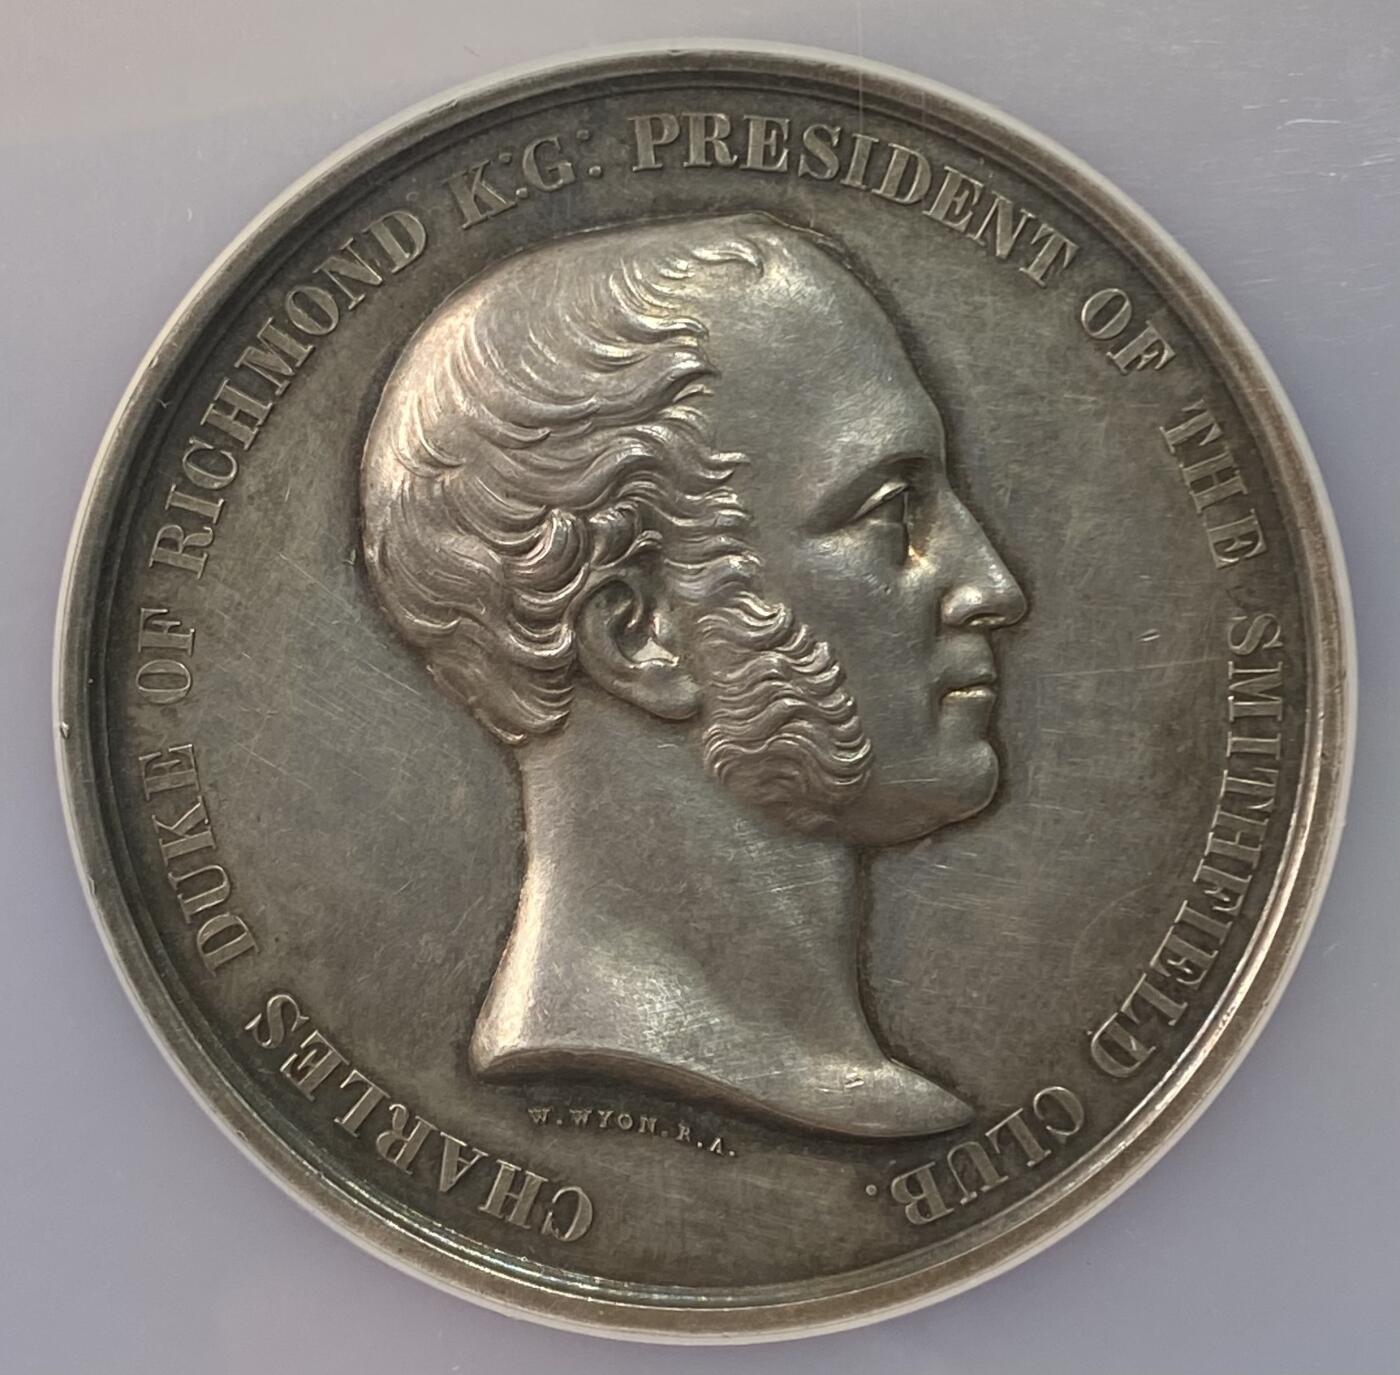 CHARLES DUKE OF RICHMOND K:G: PRESIDENT OF THE SMITHFIELD CLUB.
W.WYON.R.A.